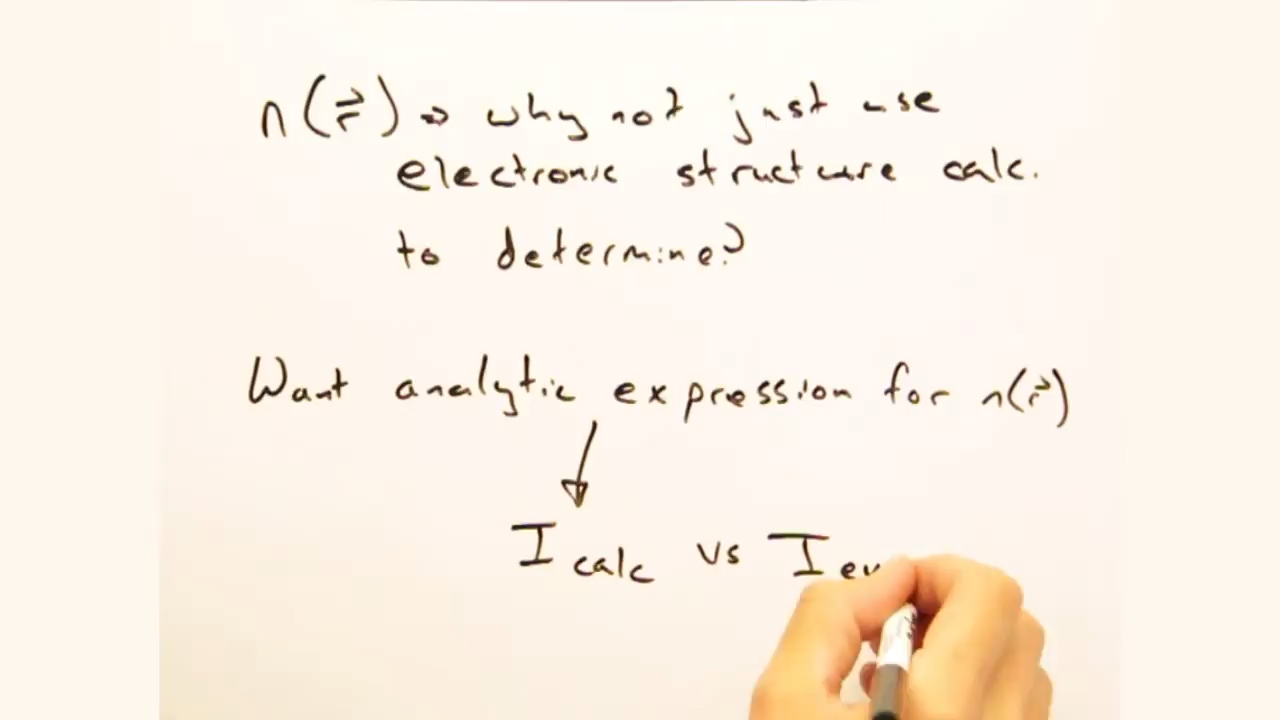 n(r⃗) ⇒ why not just use
electronic structure calc.
to determine?
Want analytic expression for n(r⃗)
↓
I calc vs I